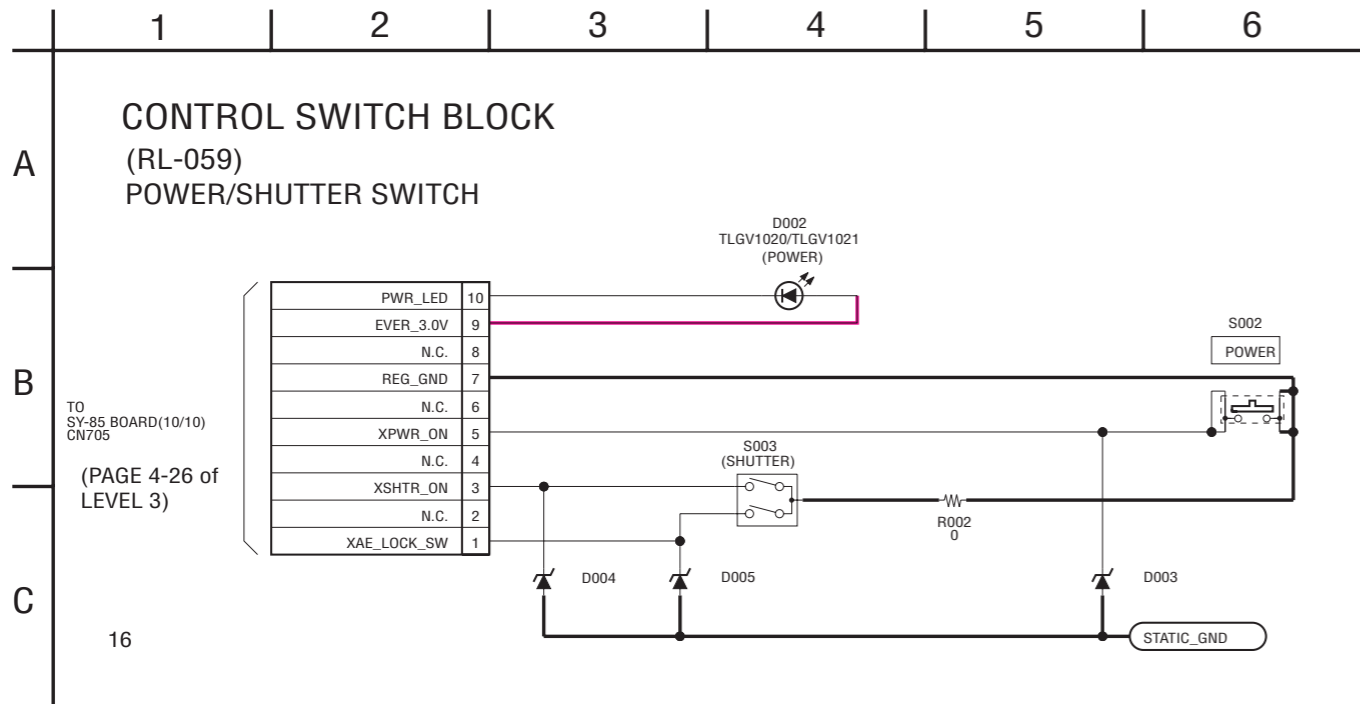 1 2 3 4 5 6
A
CONTROL SWITCH BLOCK
(RL-059)
POWER/SHUTTER SWITCH
D002
TLGV1020/TLGV1021
(POWER)
B
PWR_LED 10
EVER_3.0V 9
N.C. 8
REG_GND 7
N.C. 6
XPWR_ON 5
N.C. 4
XSHTR_ON 3
N.C. 2
XAE_LOCK_SW 1
S002
POWER
TO
SY-85 BOARD(10/10)
CN705
(PAGE 4-26 of
LEVEL 3)
S003
(SHUTTER)
R002
0
C
D004
D005
D003
16
STATIC_GND